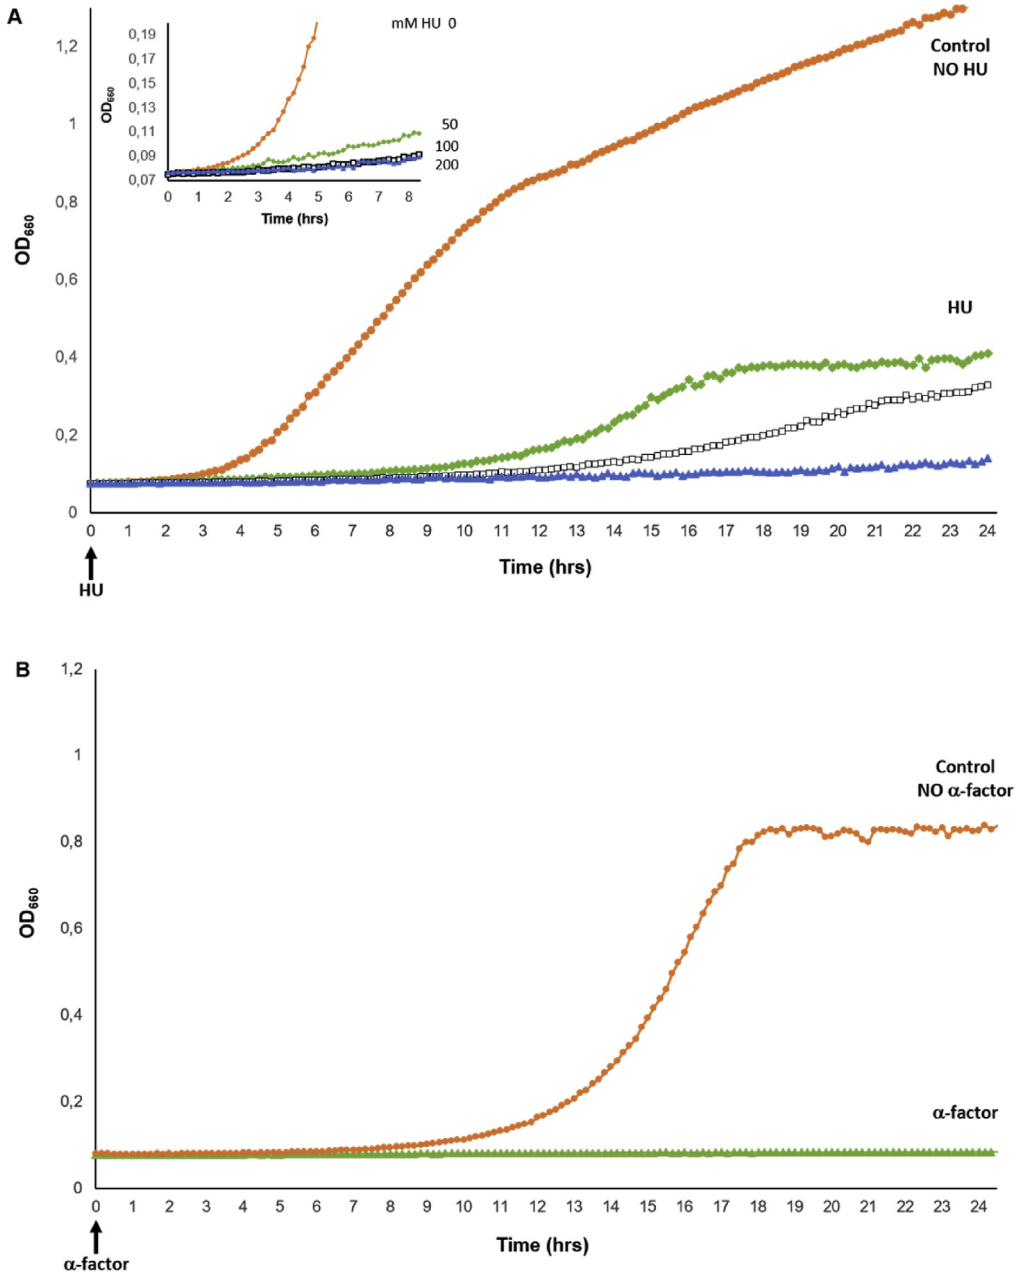 A
1,2
1
0,8
0,6
0,4
0,2
0
OD660
0,19
0,17
0,15
0,13
0,11
0,09
0,07
OD660
0 1 2 3 4 5 6 7 8
Time (hrs)
mM HU 0
50
100
200
Control
NO HU
HU
0 1 2 3 4 5 6 7 8 9 10 11 12 13 14 15 16 17 18 19 20 21 22 23 24
Time (hrs)
HU
B
1,2
1
0,8
0,6
0,4
0,2
0
OD660
Control
NO α-factor
α-factor
0 1 2 3 4 5 6 7 8 9 10 11 12 13 14 15 16 17 18 19 20 21 22 23 24
Time (hrs)
α-factor